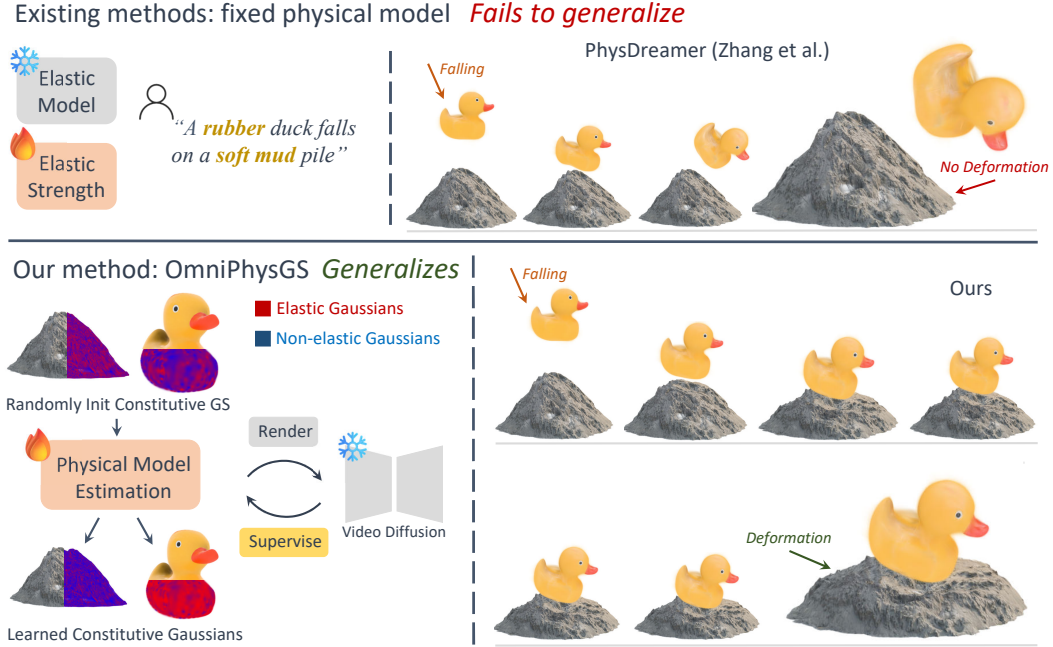 Existing methods: fixed physical model Fails to generalize
Elastic
Model
Elastic
Strength
“A rubber duck falls
on a soft mud pile”
PhysDreamer (Zhang et al.)
Falling
No Deformation
Our method: OmniPhysGS Generalizes
Elastic Gaussians
Non-elastic Gaussians
Randomly Init Constitutive GS
Physical Model
Estimation
Render
Supervise
Video Diffusion
Learned Constitutive Gaussians
Falling
Ours
Deformation